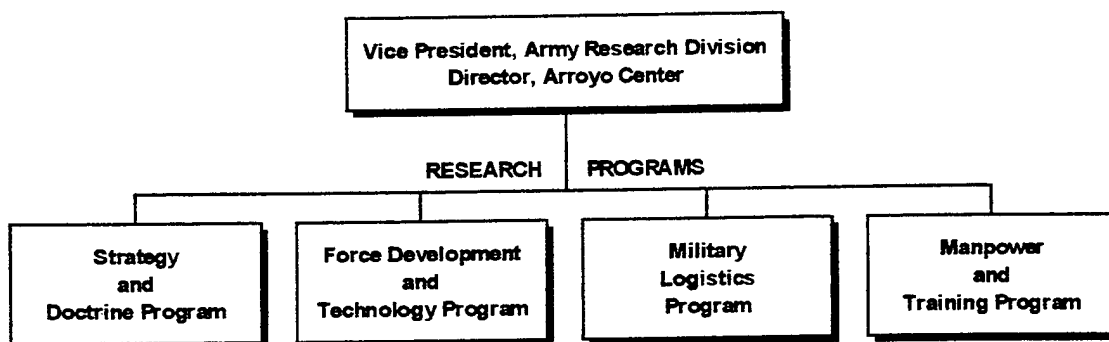 Vice President, Army Research Division
Director, Arroyo Center
RESEARCH PROGRAMS
Strategy
and
Doctrine Program
Force Development
and
Technology Program
Military
Logistics
Program
Manpower
and
Training Program